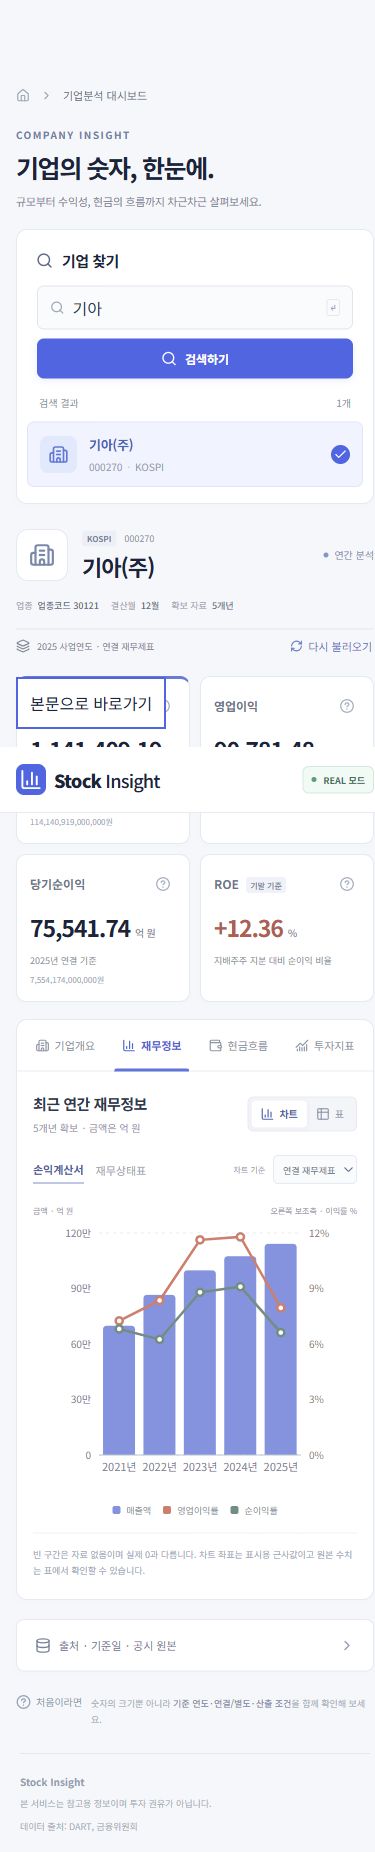 기업분석 대시보드
COMPANY INSIGHT
기업의 숫자, 한눈에.
규모부터 수익성, 현금의 흐름까지 차근차근 살펴보세요.
기업 찾기
기아
검색하기
검색 결과 1개
기아(주)
000270 · KOSPI
KOSPI 000270
기아(주)
연간 분석
업종 업종코드 30121 결산월 12월 확보 자료 5개년
2025 사업연도 · 연결 재무제표 다시 불러오기
본문으로 바로가기
영업이익
Stock Insight REAL 모드
114,140,919,000,000원
당기순이익
75,541.74 억 원
2025년 연결 기준
7,554,174,000,000원
ROE 기말 기준
+12.36 %
지배주주 지분 대비 순이익 비율
기업개요 재무정보 현금흐름 투자지표
최근 연간 재무정보
5개년 확보 · 금액은 억 원
차트 표
손익계산서 재무상태표
차트 기준 연결 재무제표
금액 · 억 원 오른쪽 보조축 · 이익률 %
120만 12%
90만 9%
60만 6%
30만 3%
0 0%
2021년 2022년 2023년 2024년 2025년
매출액 영업이익률 순이익률
빈 구간은 자료 없음이며 실제 0과 다릅니다. 차트 좌표는 표시용 근사값이고 원본 수치
는 표에서 확인할 수 있습니다.
출처 · 기준일 · 공시 원본
처음이라면 숫자의 크기뿐 아니라 기준 연도·연결/별도·산출 조건을 함께 확인해 보세
요.
Stock Insight
본 서비스는 참고용 정보이며 투자 권유가 아닙니다.
데이터 출처: DART, 금융위원회